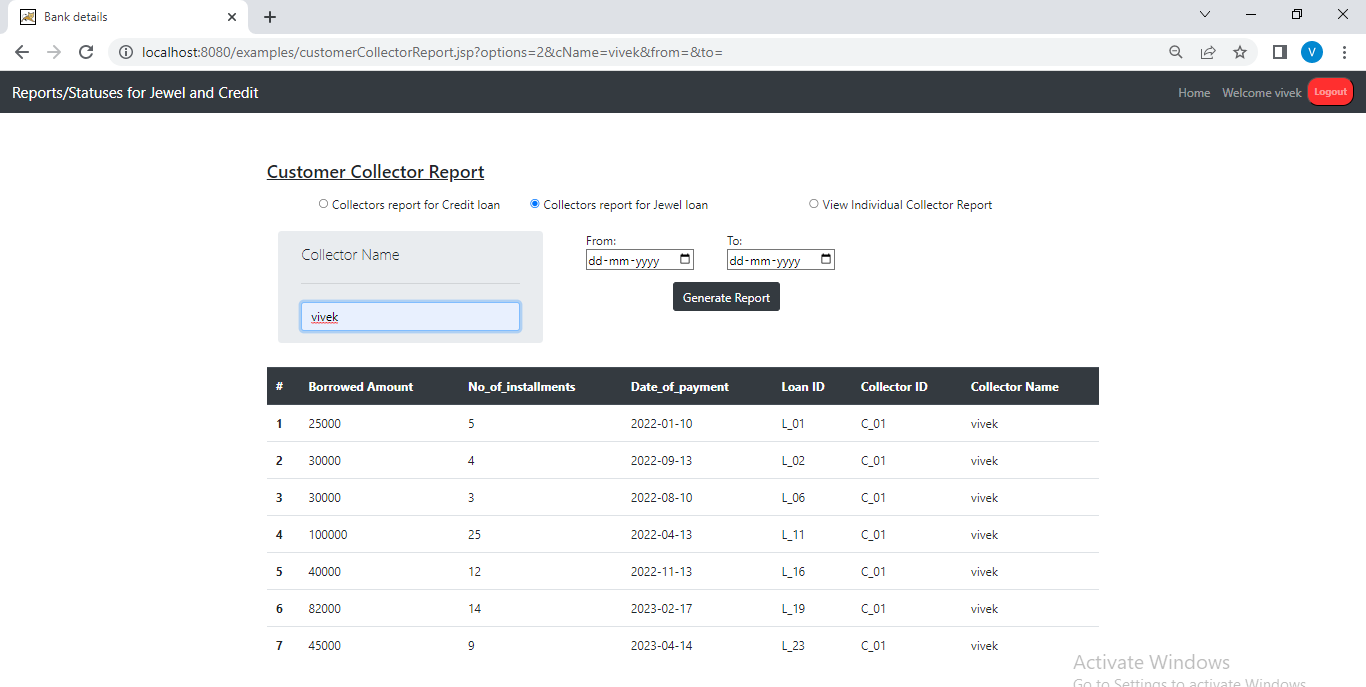 Bank details
localhost:8080/examples/customerCollectorReport.jsp?options=2&cName=vivek&from=&to=
V
Reports/Statuses for Jewel and Credit Home Welcome vivek Logout
Customer Collector Report
Collectors report for Credit loan Collectors report for Jewel loan View Individual Collector Report
Collector Name From: To:
dd-mm-yyyy dd-mm-yyyy
Generate Report
vivek
# Borrowed Amount No_of_installments Date_of_payment Loan ID Collector ID Collector Name
1 25000 5 2022-01-10 L_01 C_01 vivek
2 30000 4 2022-09-13 L_02 C_01 vivek
3 30000 3 2022-08-10 L_06 C_01 vivek
4 100000 25 2022-04-13 L_11 C_01 vivek
5 40000 12 2022-11-13 L_16 C_01 vivek
6 82000 14 2023-02-17 L_19 C_01 vivek
7 45000 9 2023-04-14 L_23 C_01 vivek
Activate Windows
Go to Settings to activate Windows